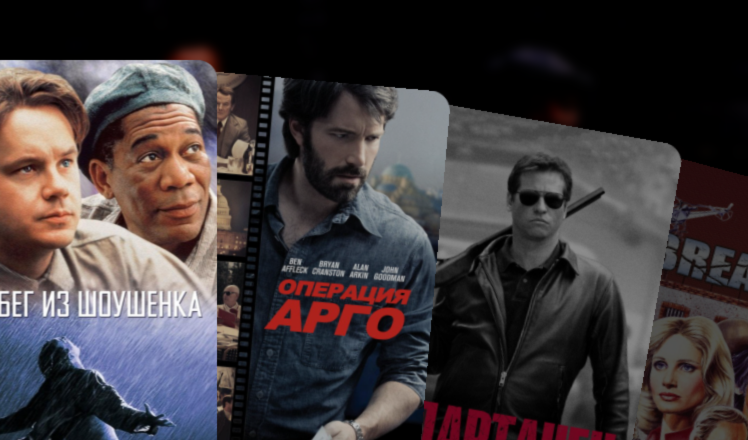 БЕГ ИЗ ШОУШЕНКА
BEN AFFLECK BRYAN CRANSTON ALAN ARKIN JOHN GOODMAN
ОПЕРАЦИЯ
АРГО